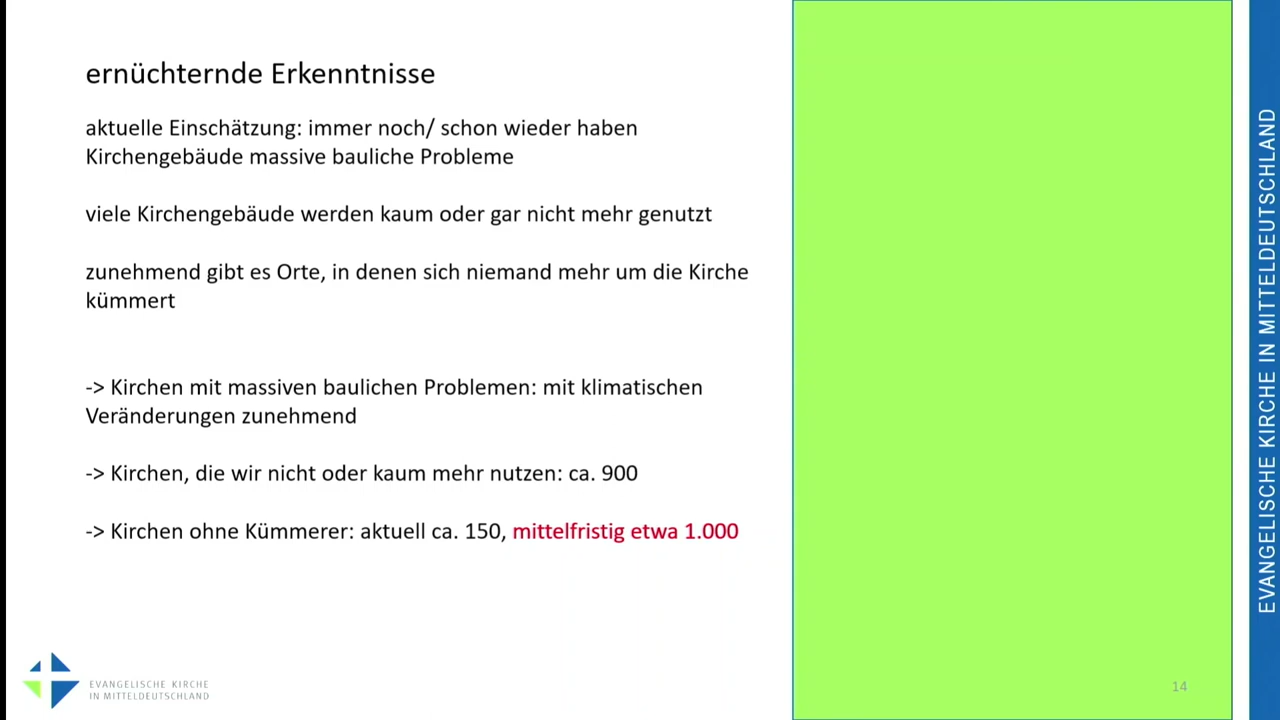 ernüchternde Erkenntnisse
aktuelle Einschätzung: immer noch/ schon wieder haben
Kirchengebäude massive bauliche Probleme
viele Kirchengebäude werden kaum oder gar nicht mehr genutzt
zunehmend gibt es Orte, in denen sich niemand mehr um die Kirche
kümmert
-> Kirchen mit massiven baulichen Problemen: mit klimatischen
Veränderungen zunehmend
-> Kirchen, die wir nicht oder kaum mehr nutzen: ca. 900
-> Kirchen ohne Kümmerer: aktuell ca. 150, mittelfristig etwa 1.000
EVANGELISCHE KIRCHE
IN MITTELDEUTSCHLAND
14
EVANGELISCHE KIRCHE IN MITTELDEUTSCHLAND